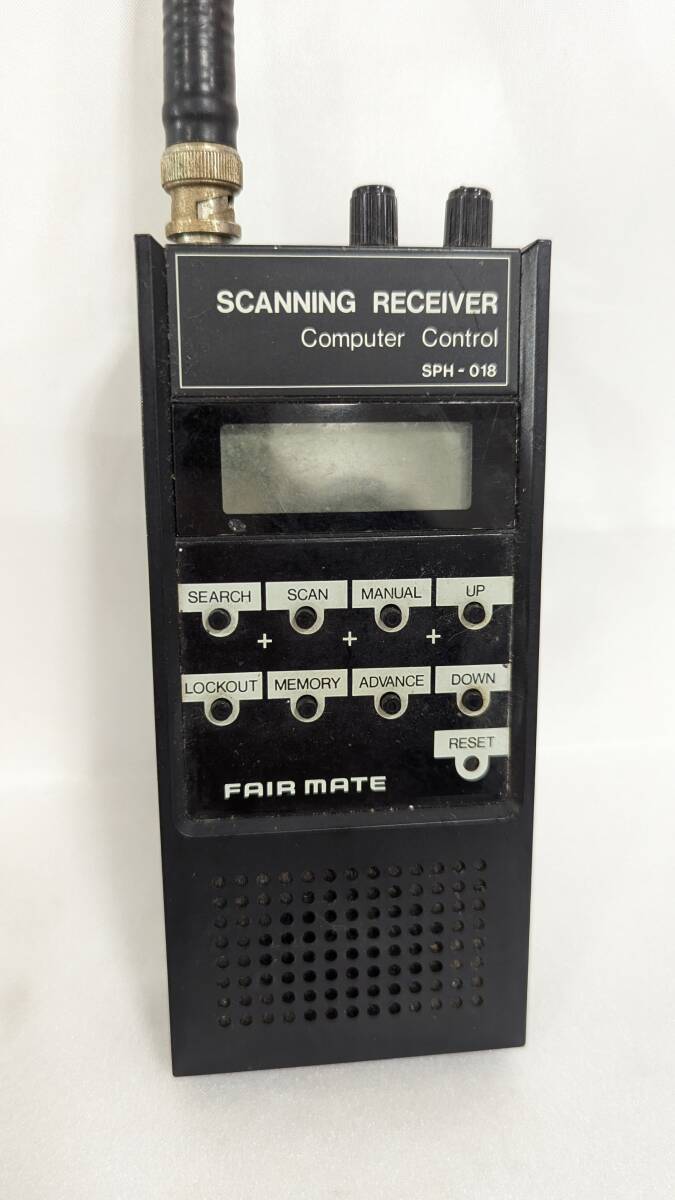 SCANNING RECEIVER
Computer Control
SPH-018
SEARCH SCAN MANUAL UP
+ + +
LOCKOUT MEMORY ADVANCE DOWN
RESET
FAIR MATE